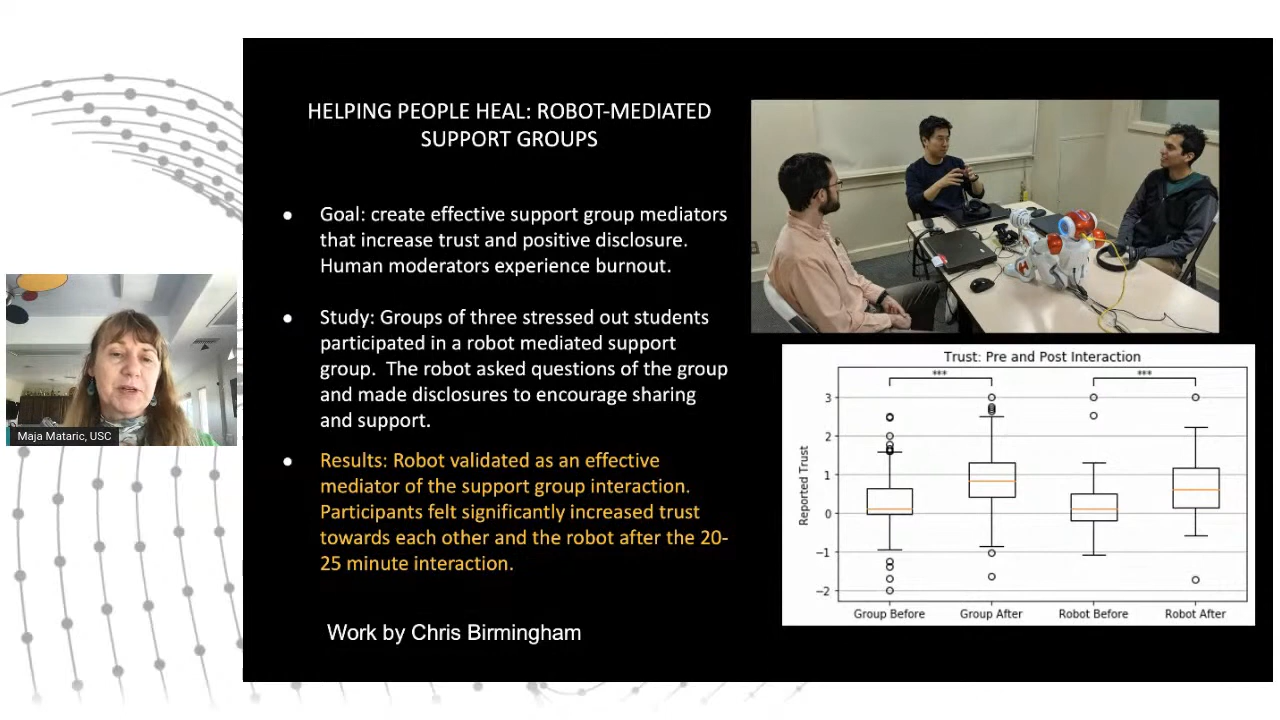 HELPING PEOPLE HEAL: ROBOT-MEDIATED
SUPPORT GROUPS
● Goal: create effective support group mediators
that increase trust and positive disclosure.
Human moderators experience burnout.
● Study: Groups of three stressed out students
participated in a robot mediated support
group. The robot asked questions of the group
and made disclosures to encourage sharing
and support.
● Results: Robot validated as an effective
mediator of the support group interaction.
Participants felt significantly increased trust
towards each other and the robot after the 20-
25 minute interaction.
Work by Chris Birmingham
Maja Mataric, USC
Trust: Pre and Post Interaction
*** ***
Reported Trust
3
2
1
0
−1
−2
Group Before Group After Robot Before Robot After